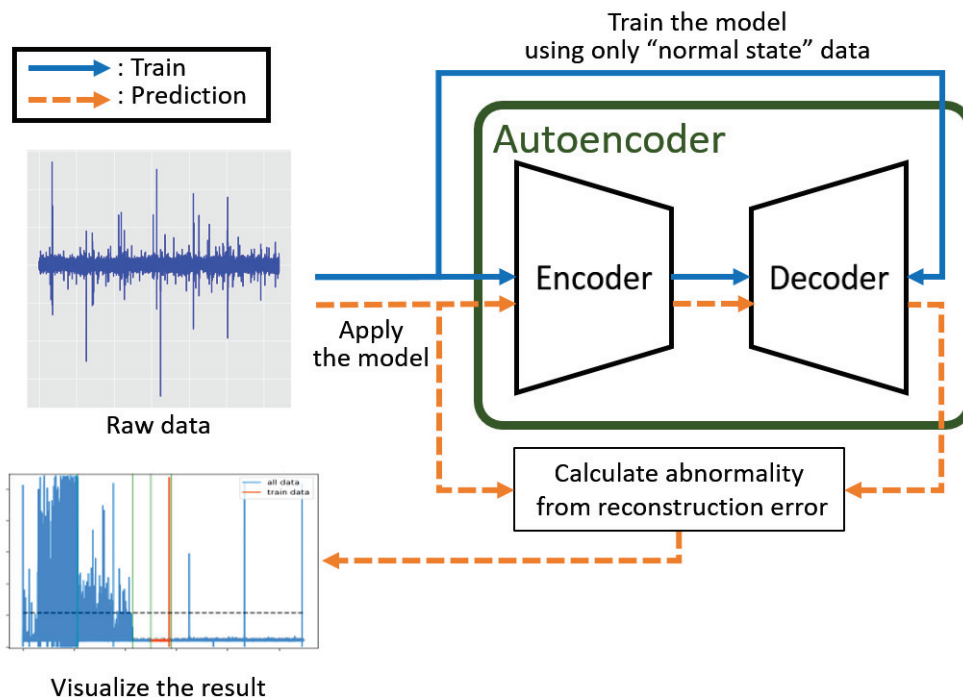 Train the model
using only “normal state” data
: Train
: Prediction
Autoencoder
Encoder
Decoder
Apply
the model
Raw data
Calculate abnormality
from reconstruction error
all data
train data
Visualize the result